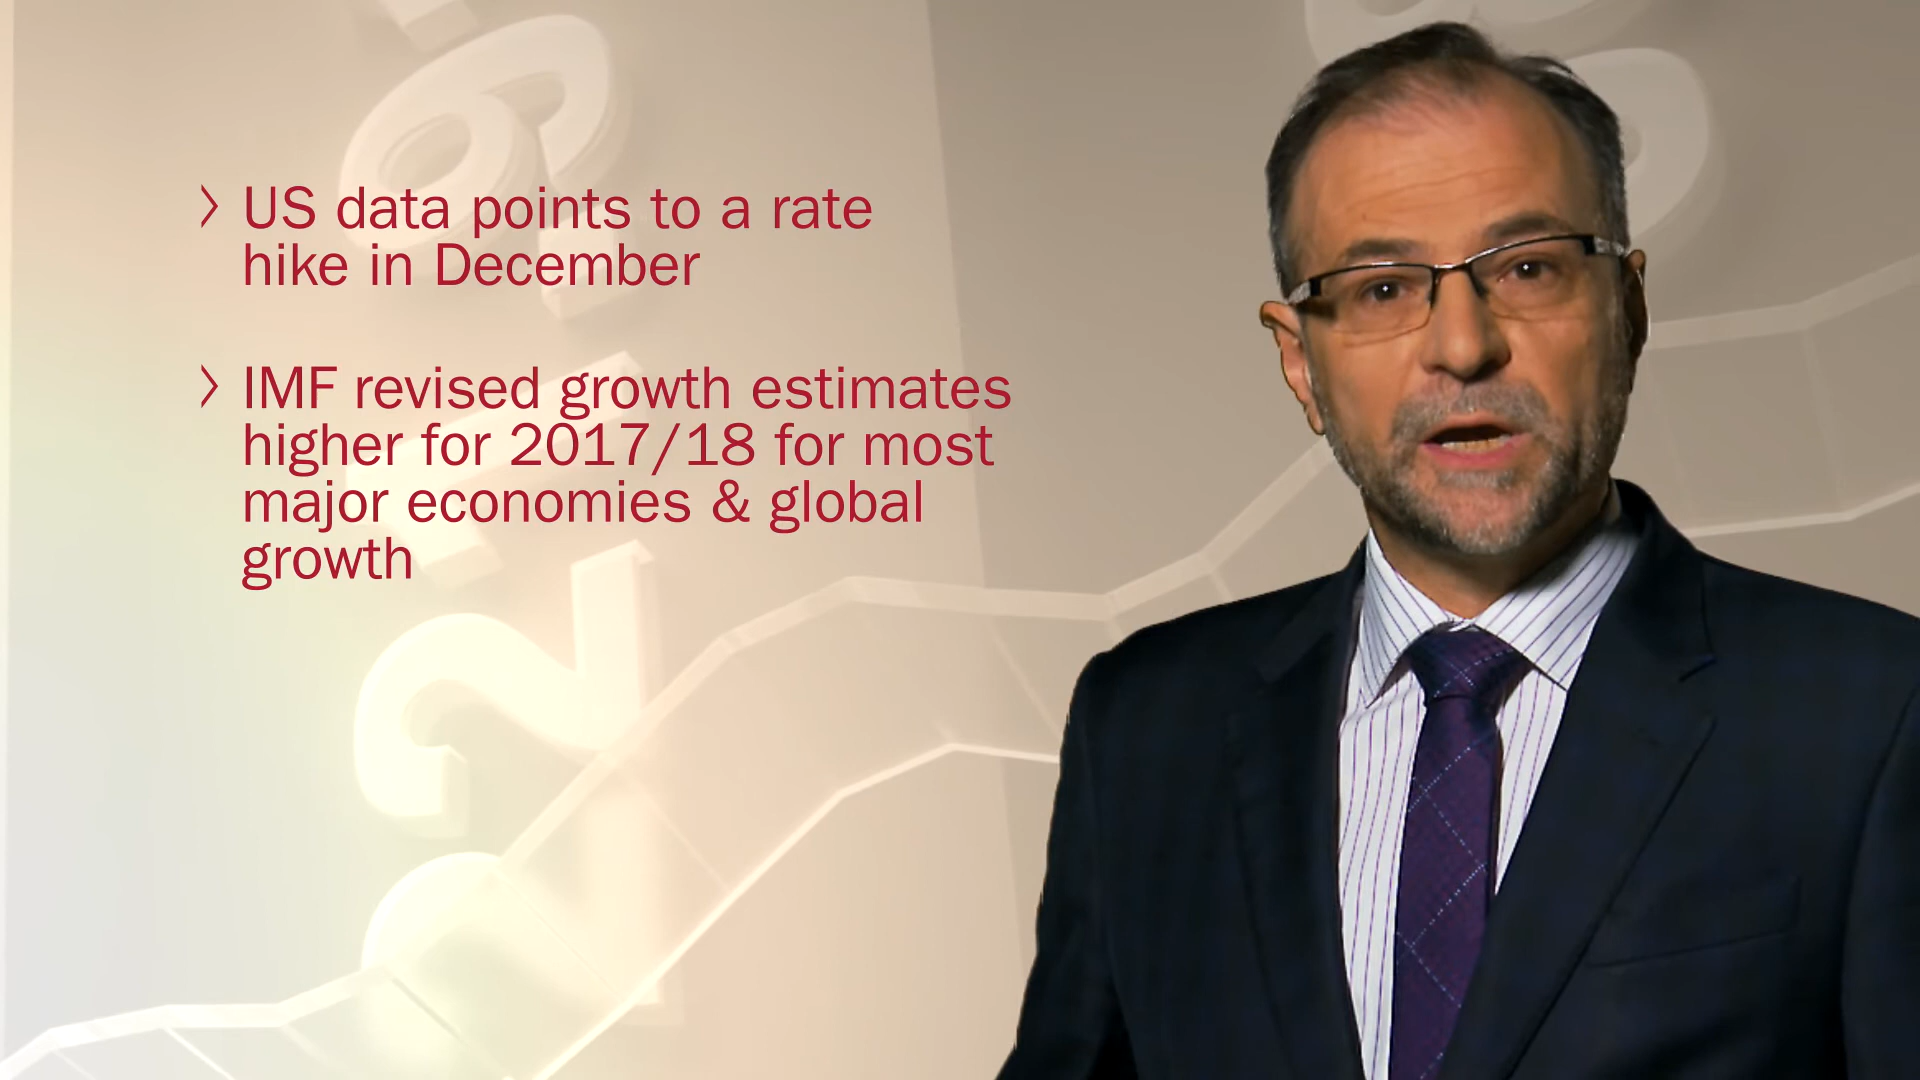 US data points to a rate
hike in December
IMF revised growth estimates
higher for 2017/18 for most
major economies & global
growth